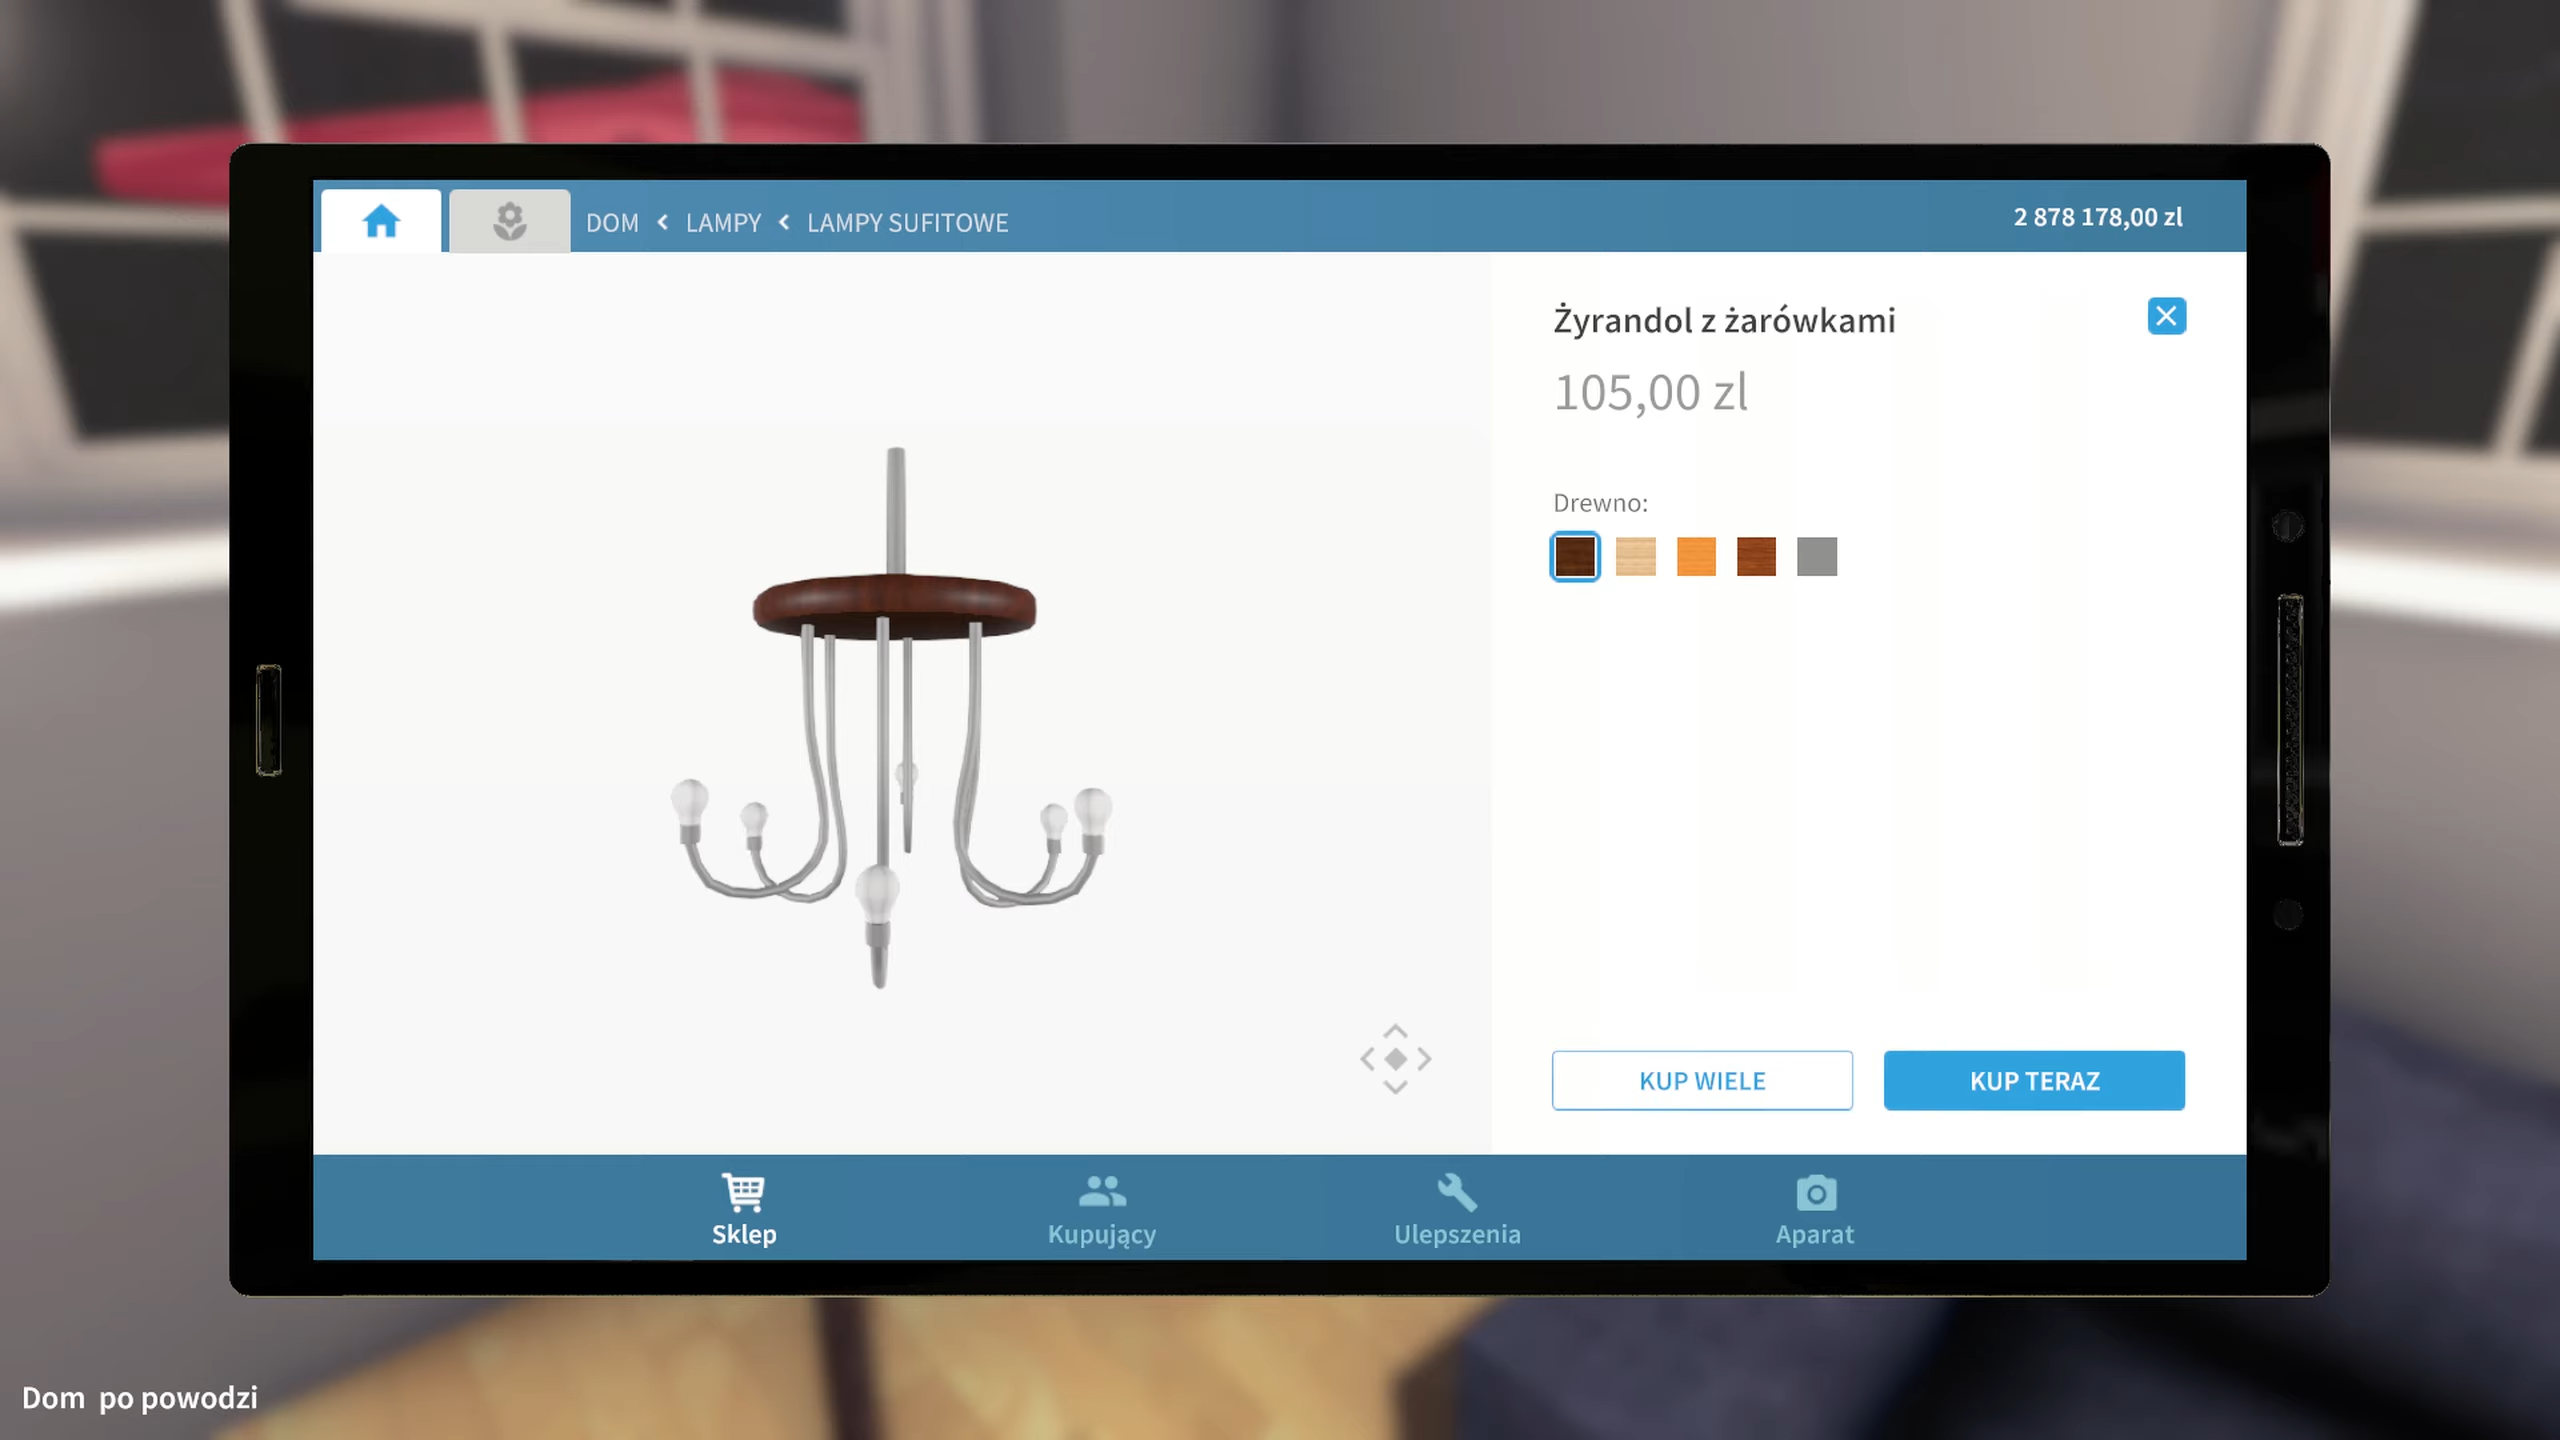 DOM < LAMPY < LAMPY SUFITOWE
2 878 178,00 zl
Żyrandol z żarówkami
105,00 zl
Drewno:
KUP WIELE
KUP TERAZ
Sklep
Kupujący
Ulepszenia
Aparat
Dom po powodzi